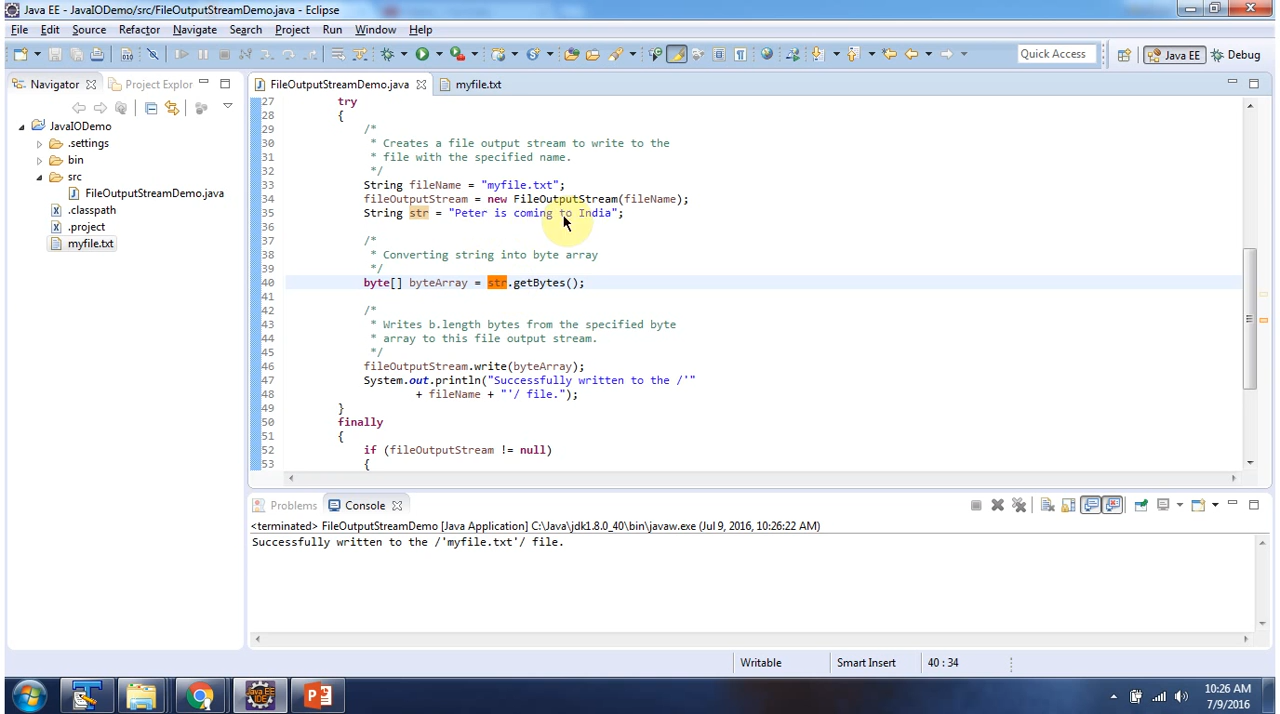 Java EE - JavaIODemo/src/FileOutputStreamDemo.java - Eclipse
File Edit Source Refactor Navigate Search Project Run Window Help
Quick Access Java EE Debug
Navigator Project Explor
FileOutputStreamDemo.java myfile.txt
JavaIODemo
.settings
bin
src
FileOutputStreamDemo.java
.classpath
.project
myfile.txt
27 try
28 {
29 /*
30 * Creates a file output stream to write to the
31 * file with the specified name.
32 */
33 String fileName = "myfile.txt";
34 fileOutputStream = new FileOutputStream(fileName);
35 String str = "Peter is coming to India";
36
37 /*
38 * Converting string into byte array
39 */
40 byte[] byteArray = str.getBytes();
41
42 /*
43 * Writes b.length bytes from the specified byte
44 * array to this file output stream.
45 */
46 fileOutputStream.write(byteArray);
47 System.out.println("Successfully written to the /'"
48 + fileName + "'/ file.");
49 }
50 finally
51 {
52 if (fileOutputStream != null)
53 {
Problems Console
<terminated> FileOutputStreamDemo [Java Application] C:\Java\jdk1.8.0_40\bin\javaw.exe (Jul 9, 2016, 10:26:22 AM)
Successfully written to the /'myfile.txt'/ file.
Writable Smart Insert 40 : 34
Java EE
IDE
10:26 AM
7/9/2016